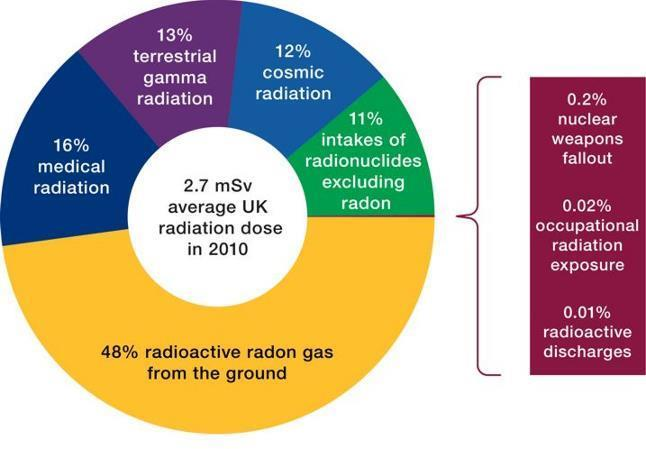 13%
terrestrial
gamma
radiation
12%
cosmic
radiation
11%
intakes of
radionuclides
excluding
radon
16%
medical
radiation
2.7 mSv
average UK
radiation dose
in 2010
48% radioactive radon gas
from the ground
0.2%
nuclear
weapons
fallout
0.02%
occupational
radiation
exposure
0.01%
radioactive
discharges